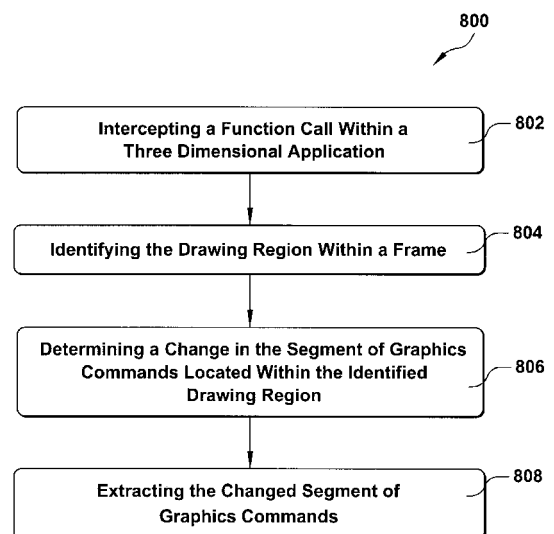 800
Intercepting a Function Call Within a
Three Dimensional Application
802
Identifying the Drawing Region Within a Frame
804
Determining a Change in the Segment of Graphics
Commands Located Within the Identified
Drawing Region
806
Extracting the Changed Segment of
Graphics Commands
808